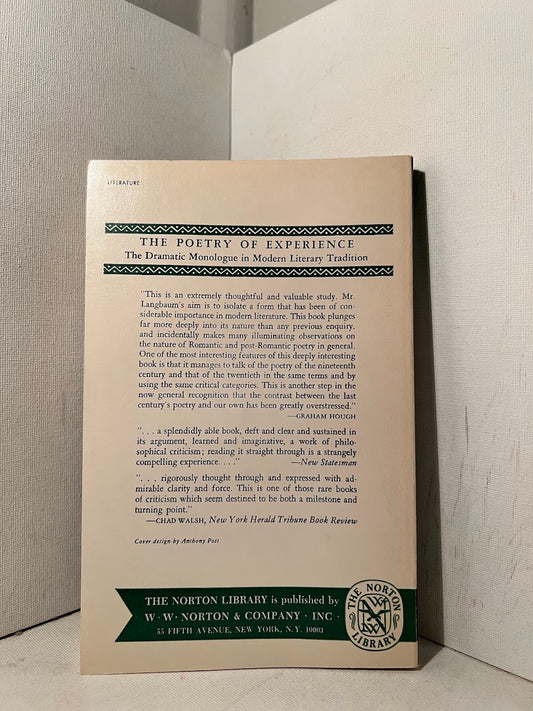 LITERATURE
THE POETRY OF EXPERIENCE
The Dramatic Monologue in Modern Literary Tradition
"This is an extremely thoughtful and valuable study. Mr.
Langbaum's aim is to isolate a form that has been of con-
siderable importance in modern literature. This book plunges
far more deeply into its nature than any previous enquiry,
and incidentally makes many illuminating observations on
the nature of Romantic and post-Romantic poetry in general.
One of the most interesting features of this deeply interesting
book is that it manages to talk of the poetry of the nineteenth
century and that of the twentieth in the same terms and by
using the same critical categories. This is another step in the
now general recognition that the contrast between the last
century's poetry and our own has been greatly overstressed."
—GRAHAM HOUGH
". . . a splendidly able book, deft and clear and sustained in
its argument, learned and imaginative, a work of philo-
sophical criticism; reading it straight through is a strangely
compelling experience. . . ." —New Statesman
". . . rigorously thought through and expressed with ad-
mirable clarity and force. This is one of those rare books
of criticism which seem destined to be both a milestone and
turning point."
—CHAD WALSH, New York Herald Tribune Book Review
Cover design by Anthony Post
THE NORTON LIBRARY is published by
W · W · NORTON & COMPANY · INC ·
55 FIFTH AVENUE, NEW YORK, N.Y. 10003
THE NORTON
LIBRARY